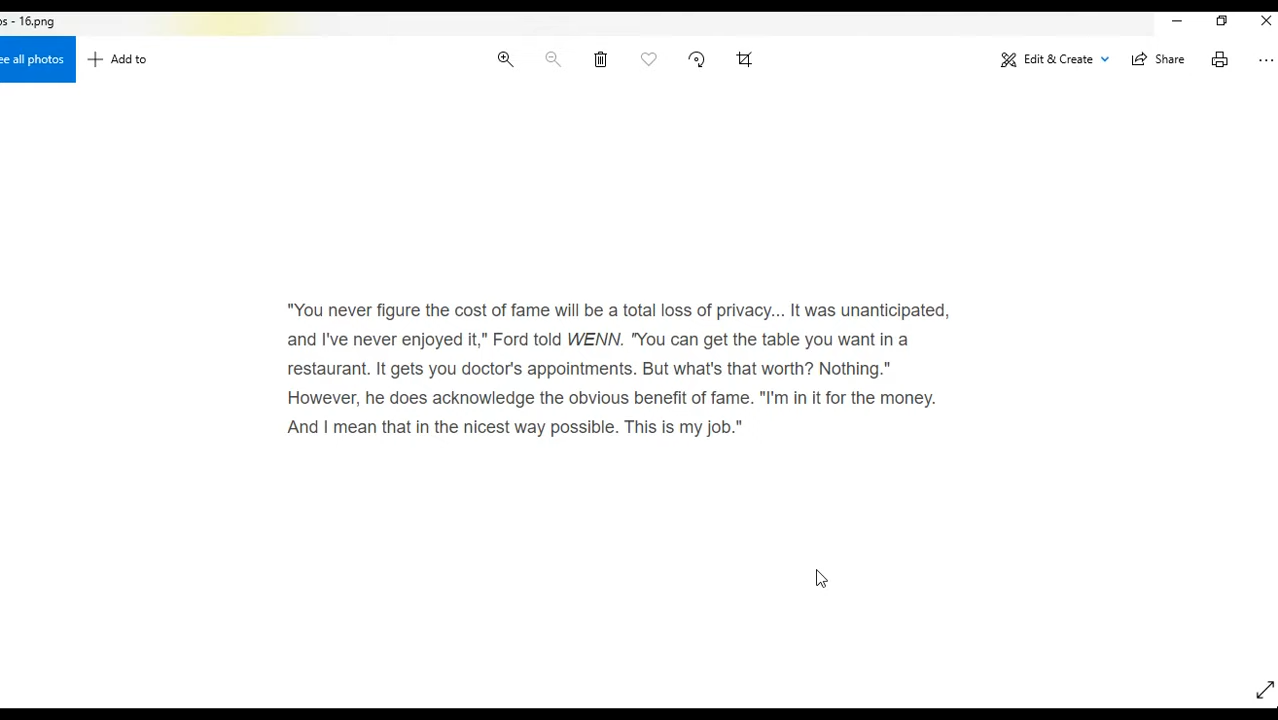 os - 16.png
ee all photos
Add to
Edit & Create
Share
"You never figure the cost of fame will be a total loss of privacy... It was unanticipated,
and I've never enjoyed it," Ford told WENN. "You can get the table you want in a
restaurant. It gets you doctor's appointments. But what's that worth? Nothing."
However, he does acknowledge the obvious benefit of fame. "I'm in it for the money.
And I mean that in the nicest way possible. This is my job."